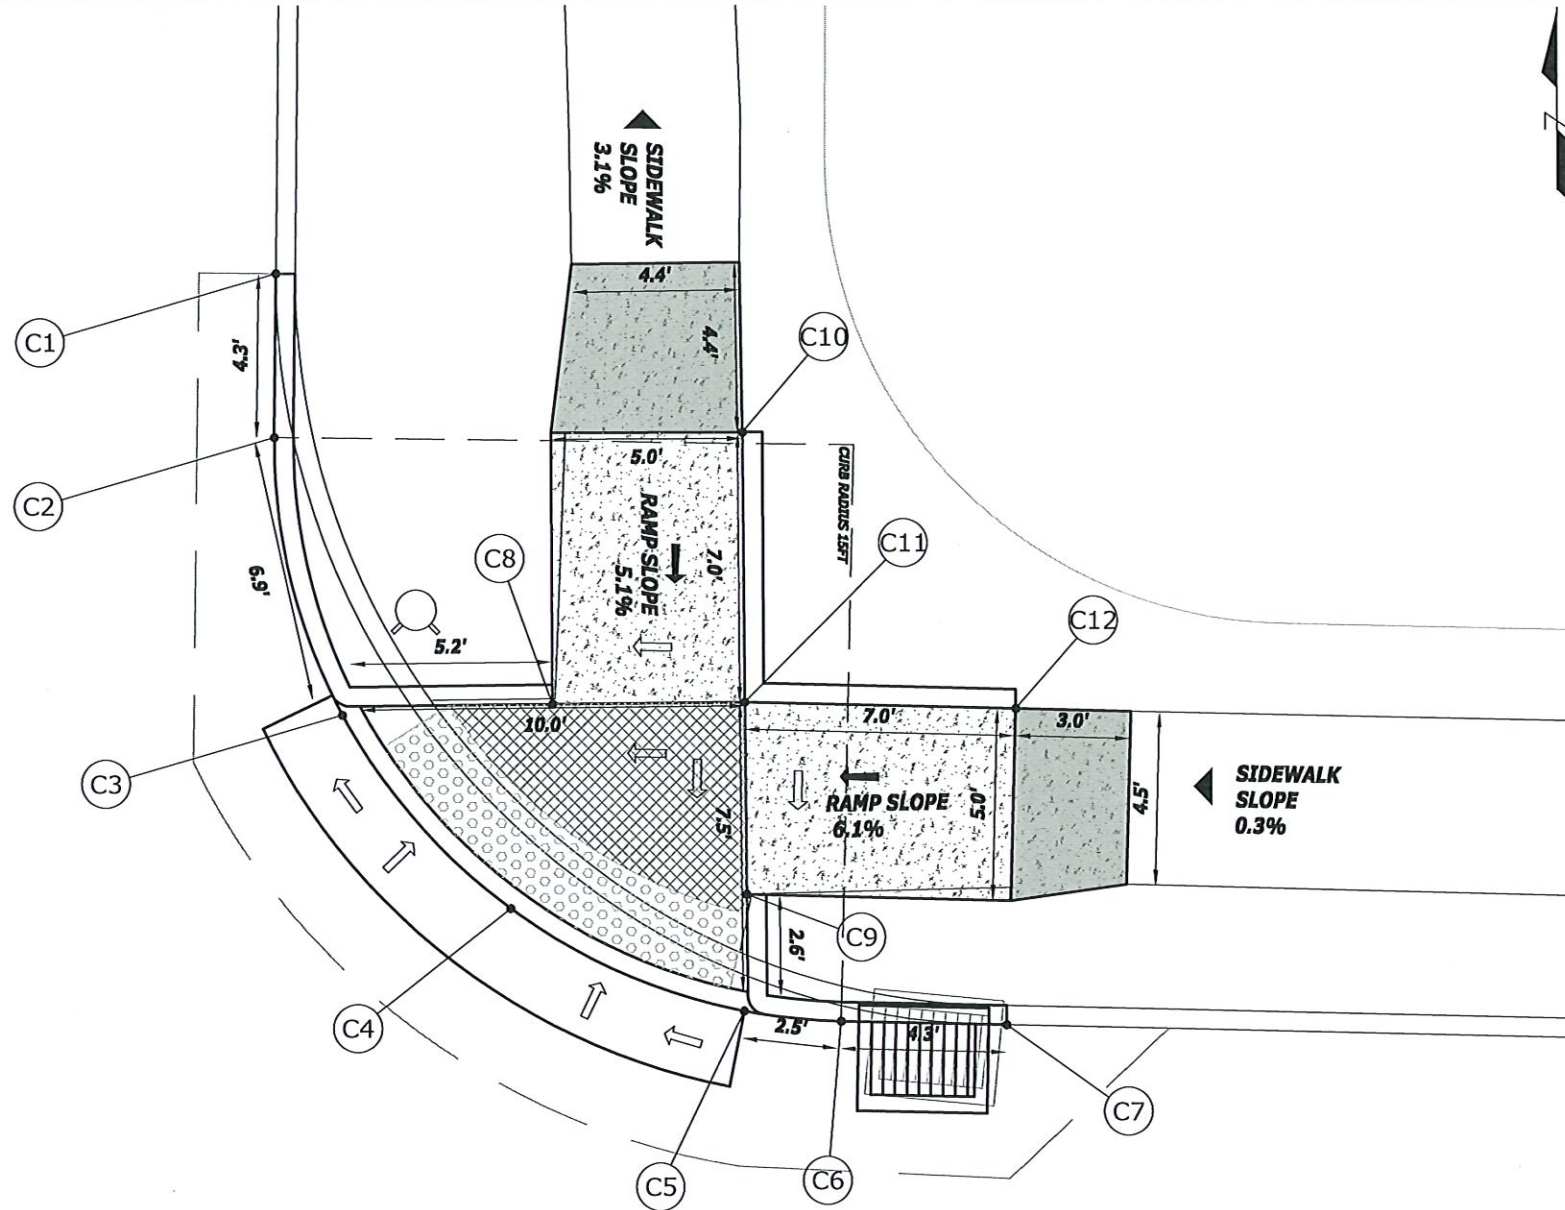 SIDEWALK
SLOPE
3.1%
4.4'
4.4'
C10
C1
4.3'
C2
5.0'
CURB RADIUS 15FT
RAMP SLOPE
5.1%
7.0'
C11
C8
6.9'
5.2'
C12
10.0'
7.0'
3.0'
C3
7.5'
RAMP SLOPE
6.1%
5.0'
4.5'
SIDEWALK
SLOPE
0.3%
2.6'
C9
C4
2.5'
4.3'
C7
C5
C6